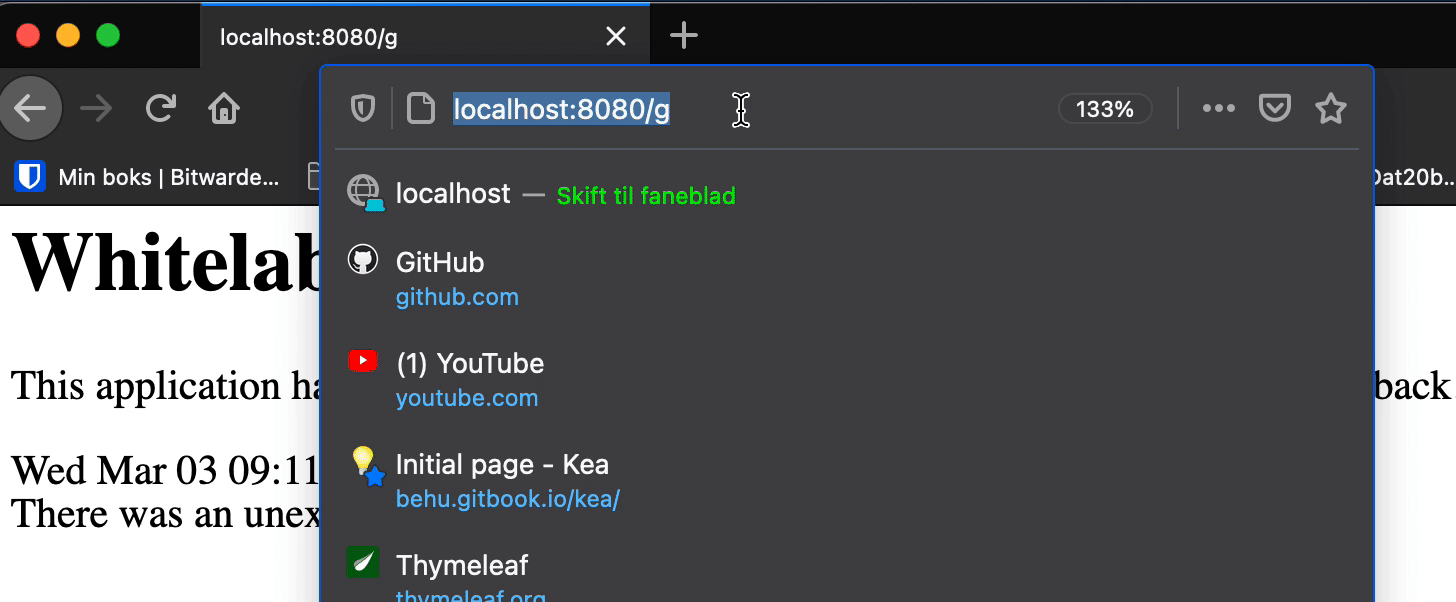 localhost:8080/g
localhost:8080/g
133%
Min boks | Bitwarde...
Dat20b...
localhost — Skift til faneblad
Whitelab
GitHub
github.com
(1) YouTube
youtube.com
This application ha
back
Initial page - Kea
behu.gitbook.io/kea/
Wed Mar 03 09:11
There was an unex
Thymeleaf
thymeleaf.org